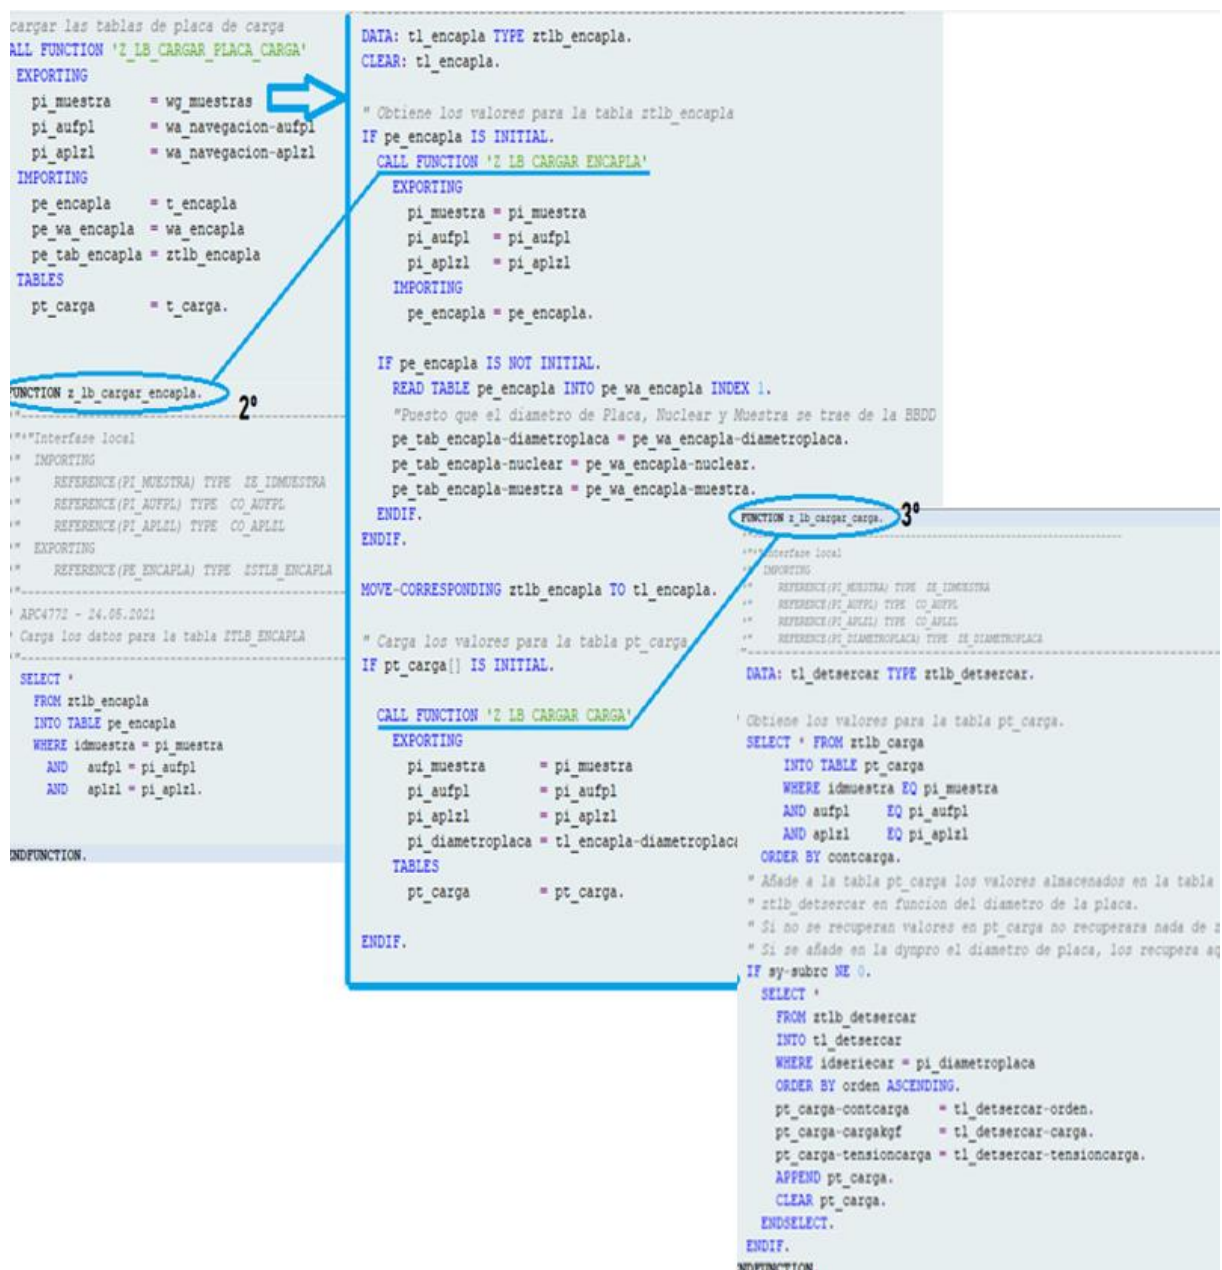 cargar las tablas de placa de carga
ALL FUNCTION 'Z_LB_CARGAR_PLACA_CARGA'
EXPORTING
pi_muestra = wg_muestras
pi_aufpl = wa_navegacion-aufpl
pi_aplzl = wa_navegacion-aplzl
IMPORTING
pe_encapla = t_encapla
pe_wa_encapla = wa_encapla
pe_tab_encapla = ztlb_encapla
TABLES
pt_carga = t_carga.
FUNCTION z_lb_cargar_encapla.
2º
*"*"Interfase local
*" IMPORTING
*" REFERENCE(PI_MUESTRA) TYPE ZE_IDMUESTRA
*" REFERENCE(PI_AUFPL) TYPE CO_AUFPL
*" REFERENCE(PI_APLZL) TYPE CO_APLZL
*" EXPORTING
*" REFERENCE(PE_ENCAPLA) TYPE ZSTLB_ENCAPLA
*"----------------------------------------------------------------------
* APC4772 - 24.05.2021
* Carga los datos para la tabla ZTLB_ENCAPLA
*"----------------------------------------------------------------------
SELECT *
FROM ztlb_encapla
INTO TABLE pe_encapla
WHERE idmuestra = pi_muestra
AND aufpl = pi_aufpl
AND aplzl = pi_aplzl.
ENDFUNCTION.
DATA: tl_encapla TYPE ztlb_encapla.
CLEAR: tl_encapla.
" Obtiene los valores para la tabla ztlb_encapla
IF pe_encapla IS INITIAL.
CALL FUNCTION 'Z_LB_CARGAR_ENCAPLA'
EXPORTING
pi_muestra = pi_muestra
pi_aufpl = pi_aufpl
pi_aplzl = pi_aplzl
IMPORTING
pe_encapla = pe_encapla.
IF pe_encapla IS NOT INITIAL.
READ TABLE pe_encapla INTO pe_wa_encapla INDEX 1.
"Puesto que el diametro de Placa, Nuclear y Muestra se trae de la BBDD
pe_tab_encapla-diametroplaca = pe_wa_encapla-diametroplaca.
pe_tab_encapla-nuclear = pe_wa_encapla-nuclear.
pe_tab_encapla-muestra = pe_wa_encapla-muestra.
ENDIF.
ENDIF.
MOVE-CORRESPONDING ztlb_encapla TO tl_encapla.
" Carga los valores para la tabla pt_carga
IF pt_carga[] IS INITIAL.
CALL FUNCTION 'Z_LB_CARGAR_CARGA'
EXPORTING
pi_muestra = pi_muestra
pi_aufpl = pi_aufpl
pi_aplzl = pi_aplzl
pi_diametroplaca = tl_encapla-diametroplaca
TABLES
pt_carga = pt_carga.
ENDIF.
FUNCTION z_lb_cargar_carga.
3º
*"*"Interfase local
*" IMPORTING
*" REFERENCE(PI_MUESTRA) TYPE ZE_IDMUESTRA
*" REFERENCE(PI_AUFPL) TYPE CO_AUFPL
*" REFERENCE(PI_APLZL) TYPE CO_APLZL
*" REFERENCE(PI_DIAMETROPLACA) TYPE ZE_DIAMETROPLACA
DATA: tl_detsercar TYPE ztlb_detsercar.
" Obtiene los valores para la tabla pt_carga.
SELECT * FROM ztlb_carga
INTO TABLE pt_carga
WHERE idmuestra EQ pi_muestra
AND aufpl EQ pi_aufpl
AND aplzl EQ pi_aplzl
ORDER BY contcarga.
" Añade a la tabla pt_carga los valores almacenados en la tabla
" ztlb_detsercar en funcion del diametro de la placa.
" Si no se recuperan valores en pt_carga no recuperara nada de z
" Si se añade en la dynpro el diametro de placa, los recupera aq
IF sy-subrc NE 0.
SELECT *
FROM ztlb_detsercar
INTO tl_detsercar
WHERE idseriecar = pi_diametroplaca
ORDER BY orden ASCENDING.
pt_carga-contcarga = tl_detsercar-orden.
pt_carga-cargakgf = tl_detsercar-carga.
pt_carga-tensioncarga = tl_detsercar-tensioncarga.
APPEND pt_carga.
CLEAR pt_carga.
ENDSELECT.
ENDIF.
ENDFUNCTION.